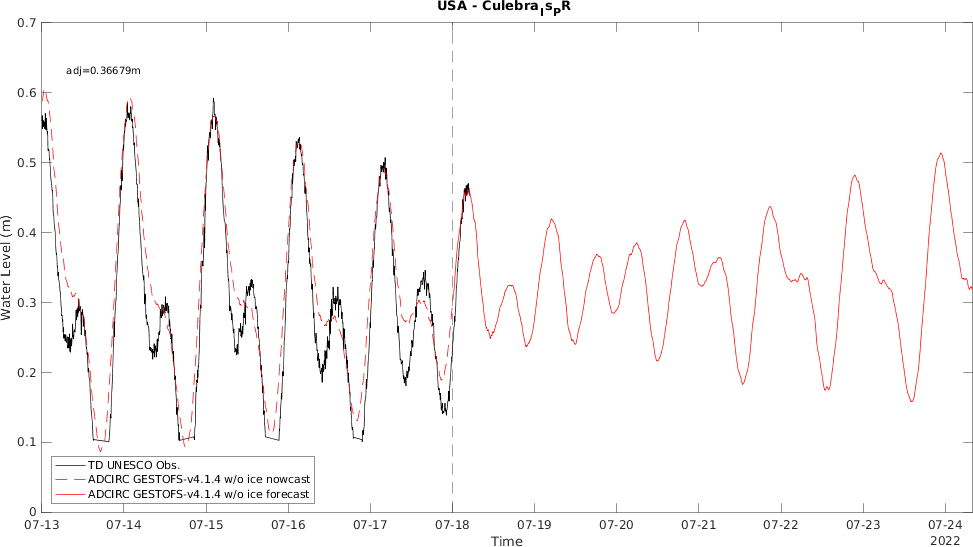 USA - CulebraIsPR
adj=0.36679m
0.7
0.6
0.5
0.4
0.3
0.2
0.1
0
Water Level (m)
TD UNESCO Obs.
ADCIRC GESTOFS-v4.1.4 w/o ice nowcast
ADCIRC GESTOFS-v4.1.4 w/o ice forecast
07-13 07-14 07-15 07-16 07-17 07-18 07-19 07-20 07-21 07-22 07-23 07-24
Time
2022